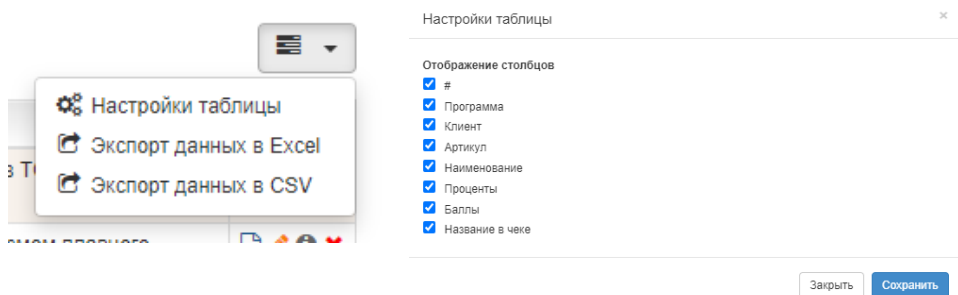 Настройки таблицы
Экспорт данных в Excel
Экспорт данных в CSV
Настройки таблицы
×
Отображение столбцов
#
Программа
Клиент
Артикул
Наименование
Проценты
Баллы
Название в чеке
Закрыть
Сохранить